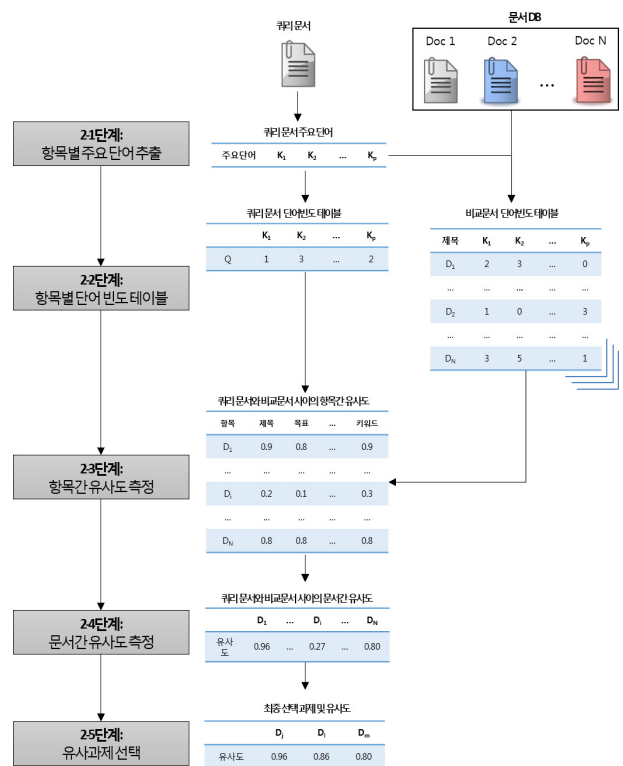 쿼리 문서
문서 DB
Doc 1 Doc 2 Doc N
...
2-1단계:
항목별 주요 단어 추출
쿼리 문서 주요 단어
주요단어 K1 K2 ... Kp
쿼리 문서 단어빈도 테이블
K1 K2 ... Kp
Q 1 3 ... 2
비교문서 단어빈도 테이블
제목 K1 K2 ... Kp
D1 2 3 ... 0
... ... ... ...
D2 1 0 ... 3
... ... ... ...
DN 3 5 ... 1
2-2단계:
항목별 단어 빈도 테이블
쿼리 문서와 비교문서 사이의 항목간 유사도
항목 제목 목표 ... 키워드
D1 0.9 0.8 ... 0.9
... ... ... ...
Di 0.2 0.1 ... 0.3
... ... ... ...
DN 0.8 0.8 ... 0.8
2-3단계:
항목간 유사도 측정
쿼리 문서와 비교문서 사이의 문서간 유사도
D1 ... Di ... DN
유사
도 0.96 ... 0.27 ... 0.80
2-4단계:
문서간 유사도 측정
최종 선택 과제 및 유사도
Dj Dl Dm
유사도 0.96 0.86 0.80
2-5단계:
유사과제 선택